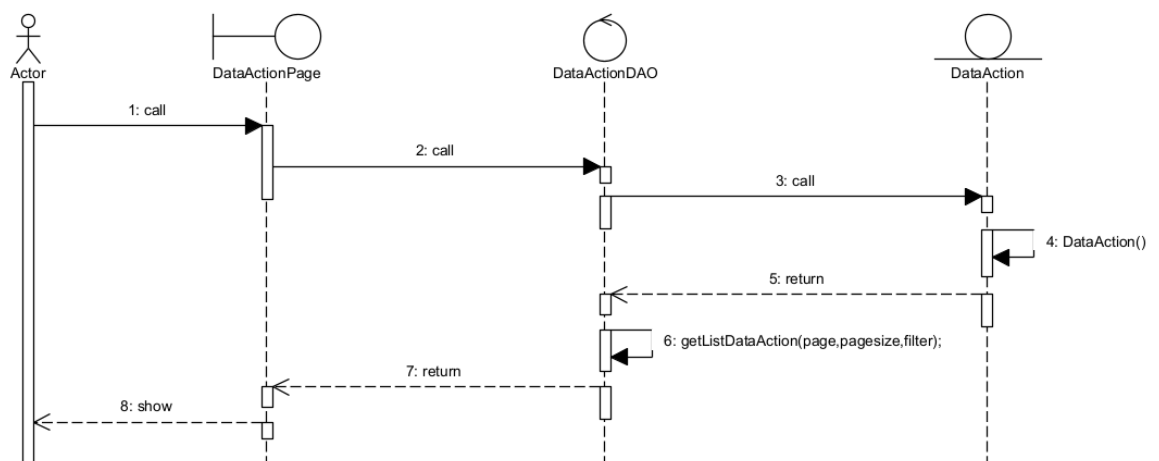 Actor
DataActionPage
DataActionDAO
DataAction
1: call
2: call
3: call
4: DataAction()
5: return
6: getListDataAction(page,pagesize,filter);
7: return
8: show